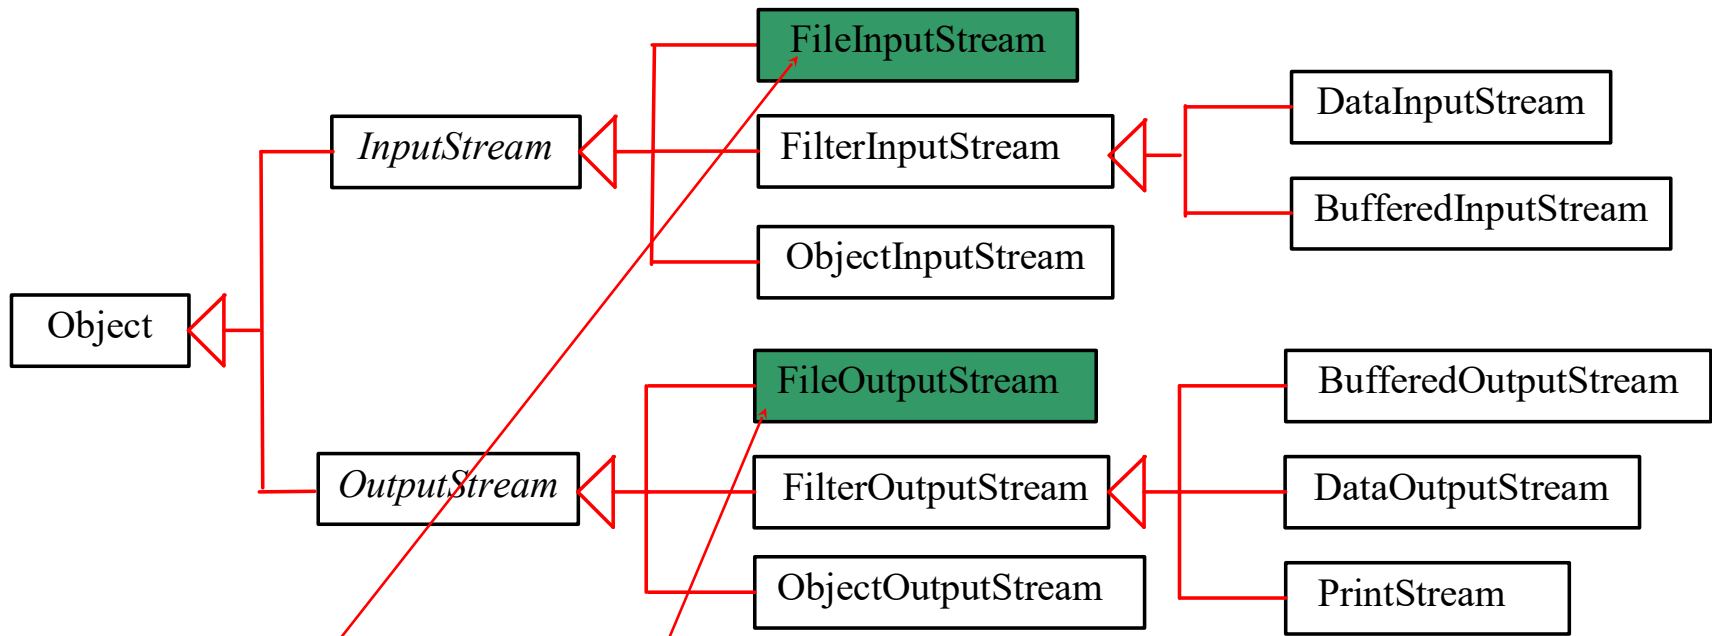 FileInputStream
DataInputStream
InputStream
FilterInputStream
BufferedInputStream
ObjectInputStream
Object
FileOutputStream
BufferedOutputStream
OutputStream
FilterOutputStream
DataOutputStream
ObjectOutputStream
PrintStream